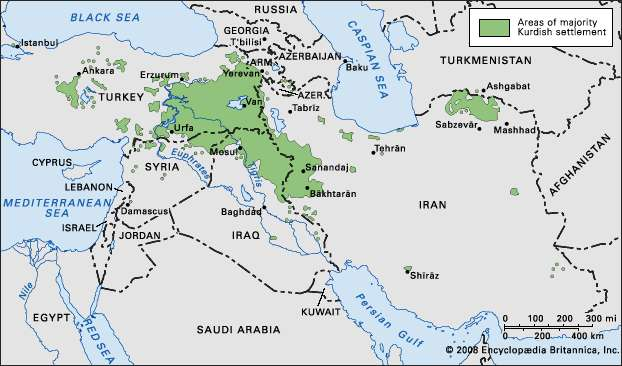 BLACK SEA
RUSSIA
GEORGIA
T'bilisi
CASPIAN SEA
Areas of majority
Kurdish settlement
Istanbul
Ankara
Erzurum
ARM.
Yerevan
AZERBAIJAN
Baku
TURKMENISTAN
TURKEY
Van
AZER.
Tabrīz
Ashgabat
Urfa
Mosul
Tehrān
Sabzevār
Mashhad
CYPRUS
SYRIA
Euphrates
Tigris
Sanandaj
Bākhtarān
AFGHANISTAN
LEBANON
MEDITERRANEAN
SEA
Damascus
Baghdad
IRAN
ISRAEL
JORDAN
IRAQ
Shīrāz
Nile
KUWAIT
Persian Gulf
EGYPT
RED SEA
SAUDI ARABIA
0 100 200 300 mi
0 200 400 km
© 2008 Encyclopædia Britannica, Inc.